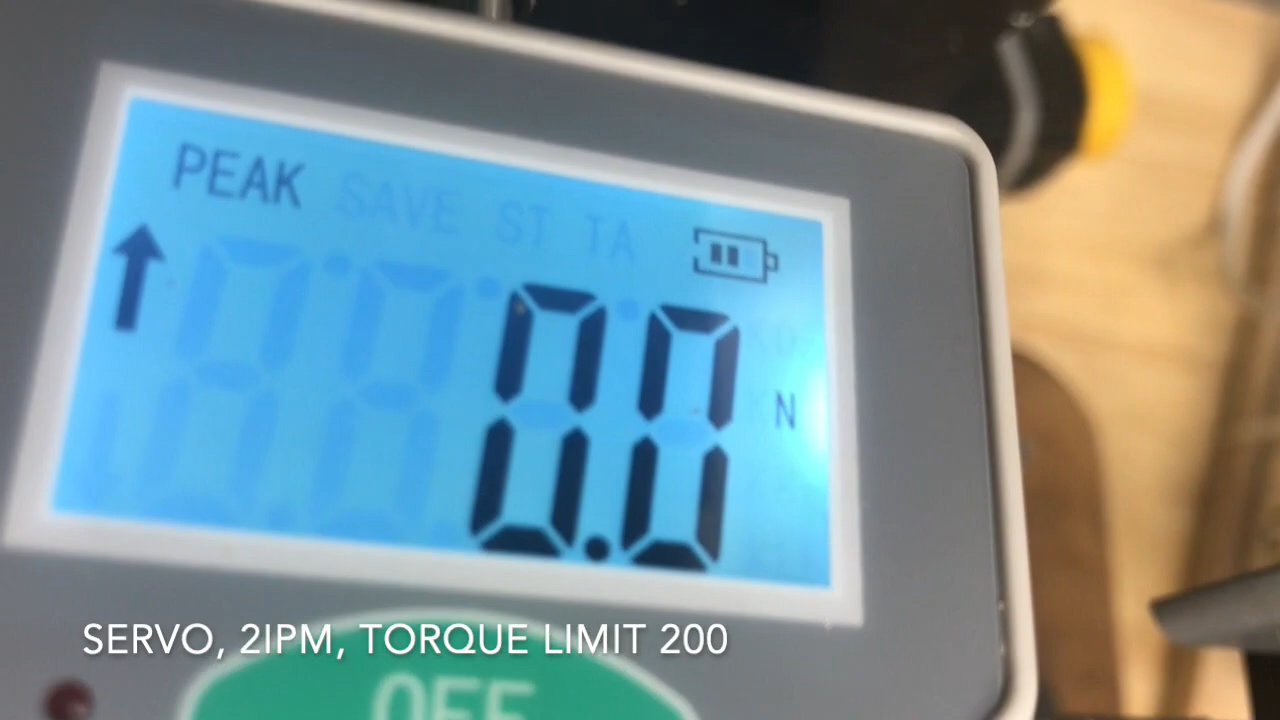 PEAK SAVE ST TA
0.0 N
SERVO, 2IPM, TORQUE LIMIT 200
OFF